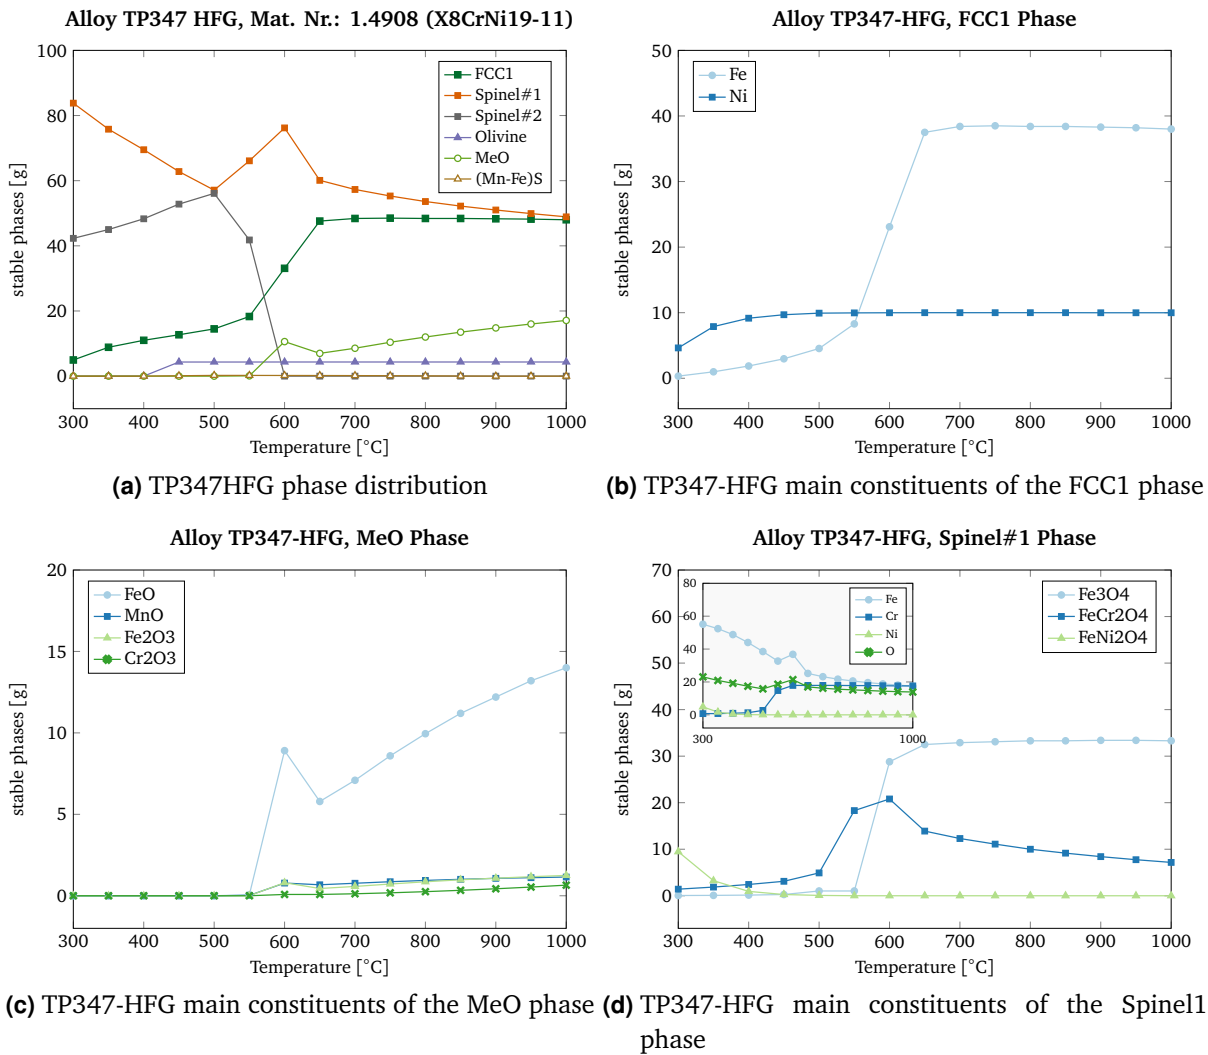 Alloy TP347 HFG, Mat. Nr.: 1.4908 (X8CrNi19-11)
100
80
60
40
20
0
stable phases [g]
FCC1
Spinel#1
Spinel#2
Olivine
MeO
(Mn-Fe)S
300 400 500 600 700 800 900 1000
Temperature [°C]
(a) TP347HFG phase distribution
Alloy TP347-HFG, FCC1 Phase
50
40
30
20
10
0
stable phases [g]
Fe
Ni
300 400 500 600 700 800 900 1000
Temperature [°C]
(b) TP347-HFG main constituents of the FCC1 phase
Alloy TP347-HFG, MeO Phase
20
15
10
5
0
stable phases [g]
FeO
MnO
Fe2O3
Cr2O3
300 400 500 600 700 800 900 1000
Temperature [°C]
(c) TP347-HFG main constituents of the MeO phase
Alloy TP347-HFG, Spinel#1 Phase
70
60
50
40
30
20
10
0
stable phases [g]
80
60
40
20
0
Fe
Cr
Ni
O
300 1000
Fe3O4
FeCr2O4
FeNi2O4
300 400 500 600 700 800 900 1000
Temperature [°C]
(d) TP347-HFG main constituents of the Spinel1
phase